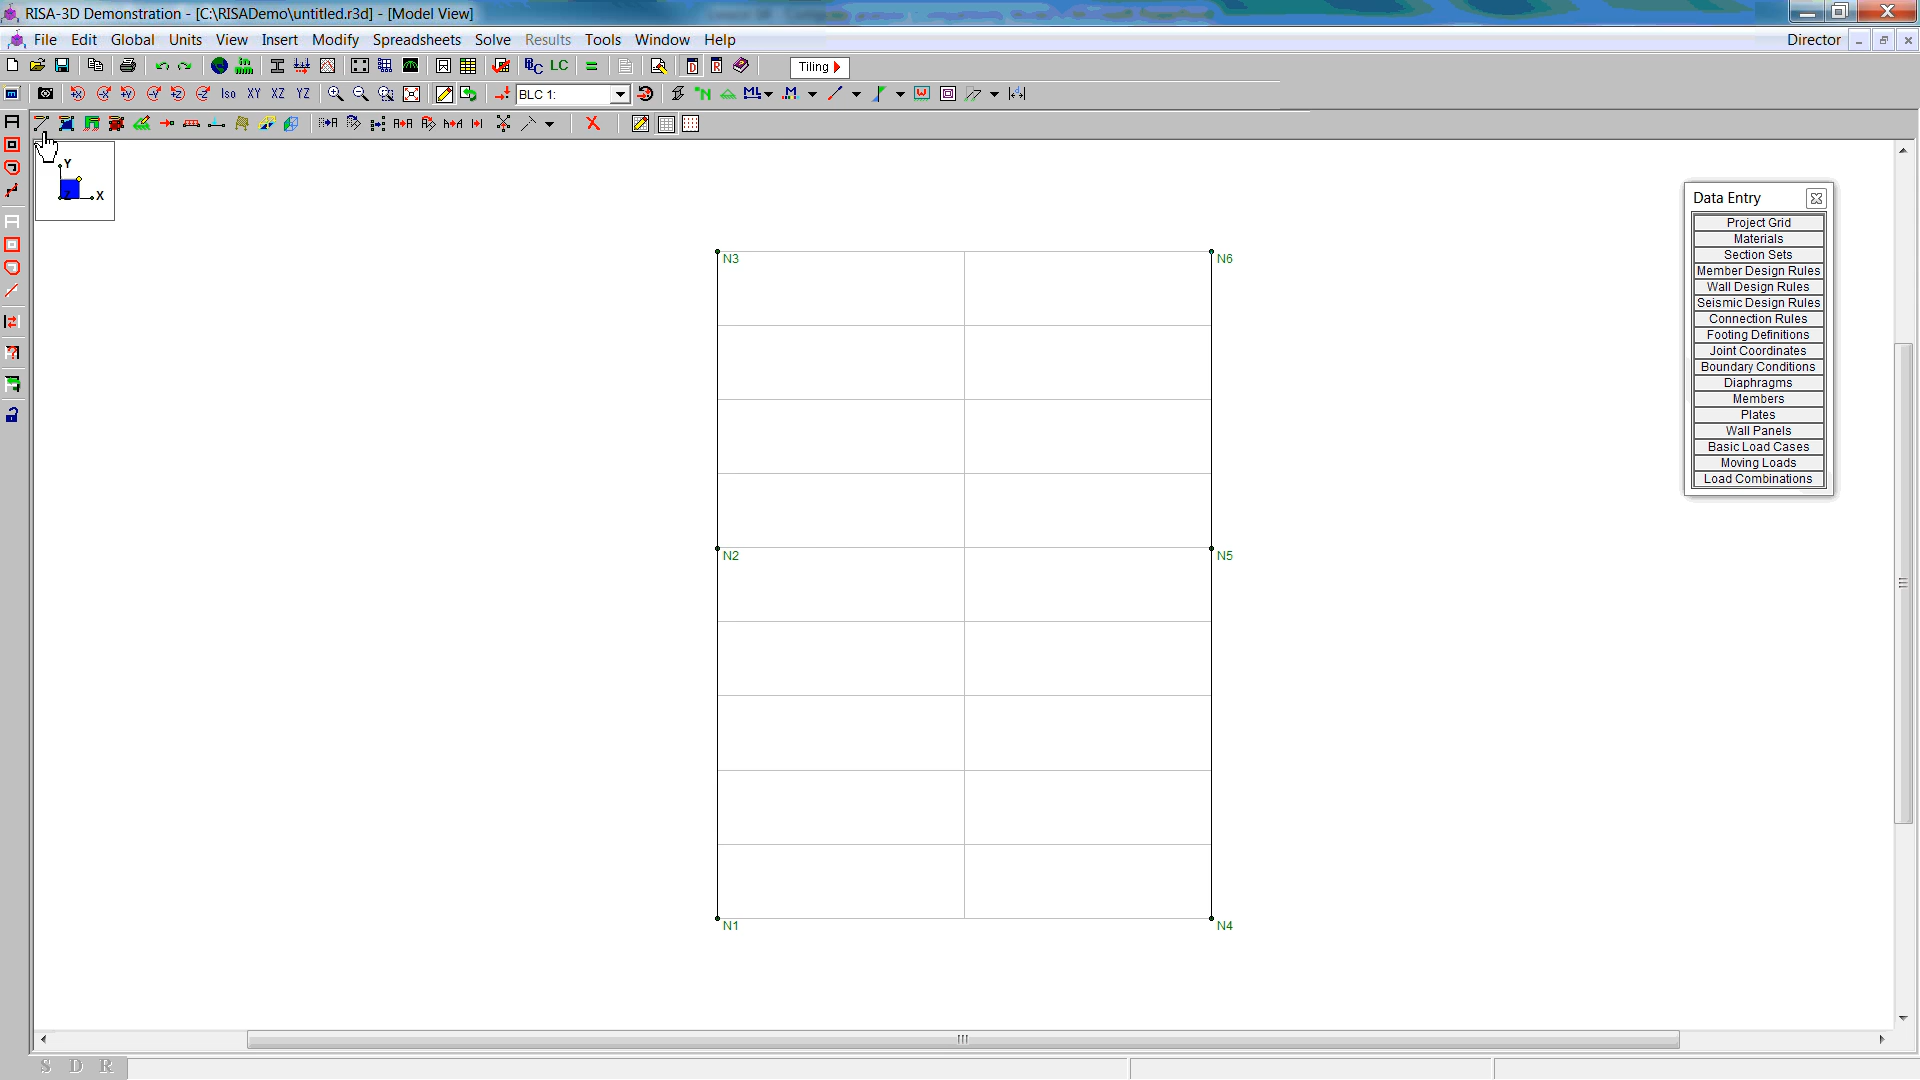 RISA-3D Demonstration - [C:\RISADemo\untitled.r3d] - [Model View]
File Edit Global Units View Insert Modify Spreadsheets Solve Results Tools Window Help Director
BC LC = D R Tiling
Iso XY XZ YZ BLC 1: N ML M
Y
X
Z
N3 N6
N2 N5
N1 N4
Data Entry
Project Grid
Materials
Section Sets
Member Design Rules
Wall Design Rules
Seismic Design Rules
Connection Rules
Footing Definitions
Joint Coordinates
Boundary Conditions
Diaphragms
Members
Plates
Wall Panels
Basic Load Cases
Moving Loads
Load Combinations
S D R